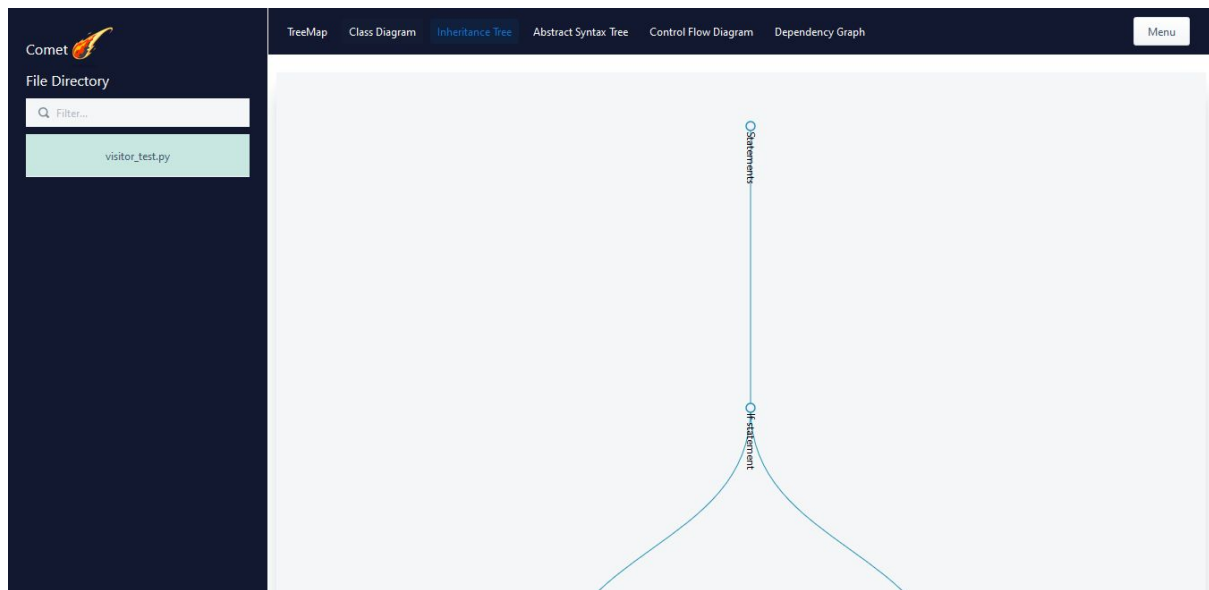 Comet
File Directory
Filter...
visitor_test.py
TreeMap Class Diagram Inheritance Tree Abstract Syntax Tree Control Flow Diagram Dependency Graph Menu
Statements
If statement